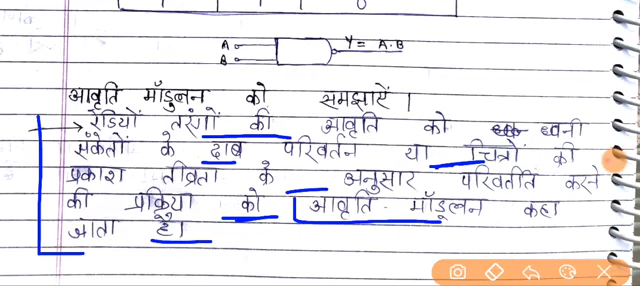 A
B
Y = A·B
आवृति मॉडुलन को समझाऐं।
→ रेडियों तरंगों की आवृति को ध्वनी
संकेतों के दाब परिवर्तन या चित्रों की
प्रकाश तीव्रता के अनुसार परिवर्तीत करने
की प्रक्रिया को आवृति मॉडुलन कहा
जाता है।